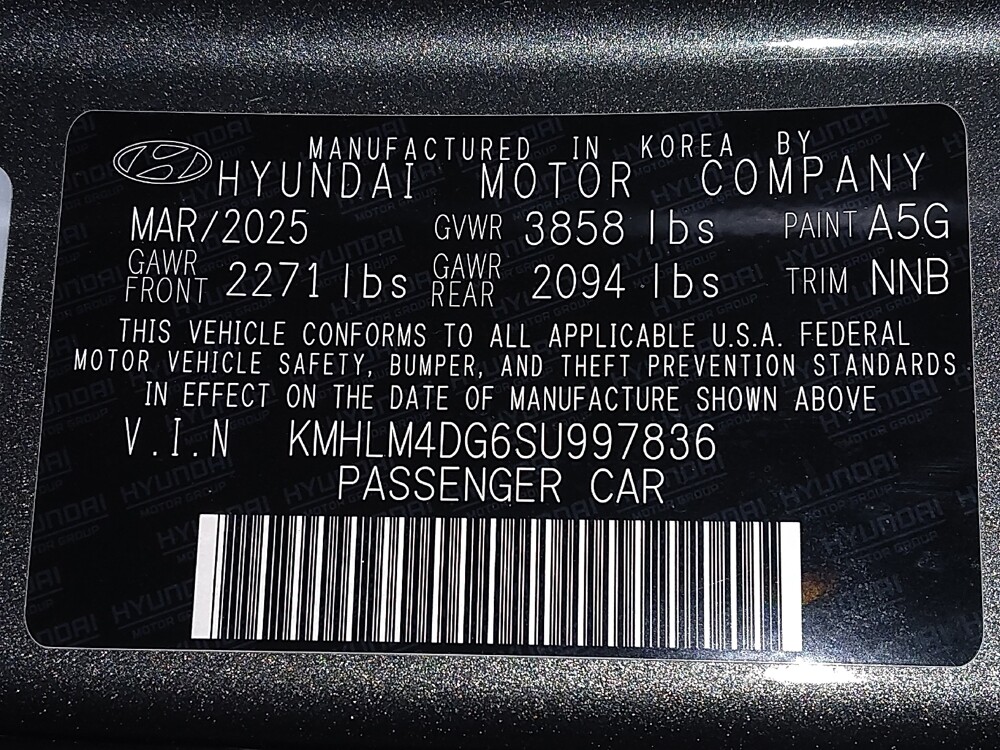 MANUFACTURED IN KOREA BY
HYUNDAI MOTOR COMPANY
MAR/2025 GVWR 3858 lbs PAINT A5G
GAWR FRONT 2271 lbs GAWR REAR 2094 lbs TRIM NNB
THIS VEHICLE CONFORMS TO ALL APPLICABLE U.S.A. FEDERAL
MOTOR VEHICLE SAFETY, BUMPER, AND THEFT PREVENTION STANDARDS
IN EFFECT ON THE DATE OF MANUFACTURE SHOWN ABOVE
V.I.N KMHLM4DG6SU997836
PASSENGER CAR